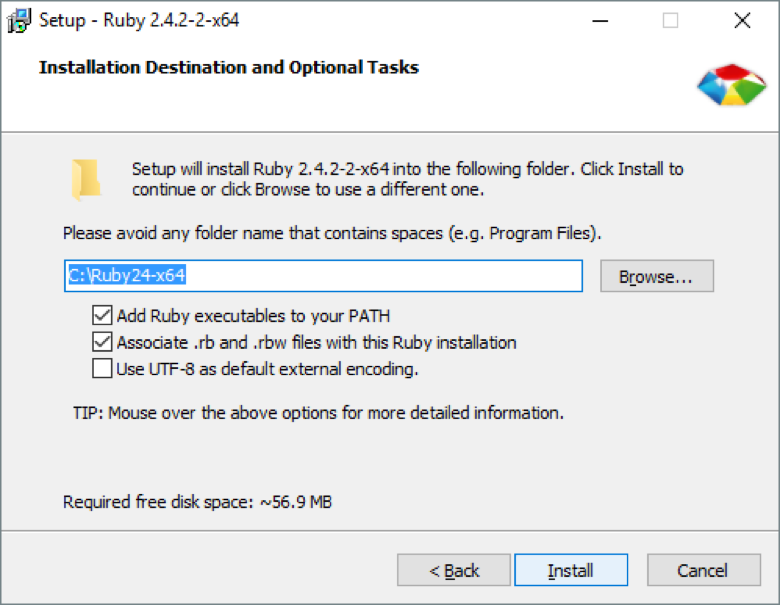 Setup - Ruby 2.4.2-2-x64
Installation Destination and Optional Tasks
Setup will install Ruby 2.4.2-2-x64 into the following folder. Click Install to
continue or click Browse to use a different one.
Please avoid any folder name that contains spaces (e.g. Program Files).
C:\Ruby24-x64
Browse...
Add Ruby executables to your PATH
Associate .rb and .rbw files with this Ruby installation
Use UTF-8 as default external encoding.
TIP: Mouse over the above options for more detailed information.
Required free disk space: ~56.9 MB
< Back
Install
Cancel